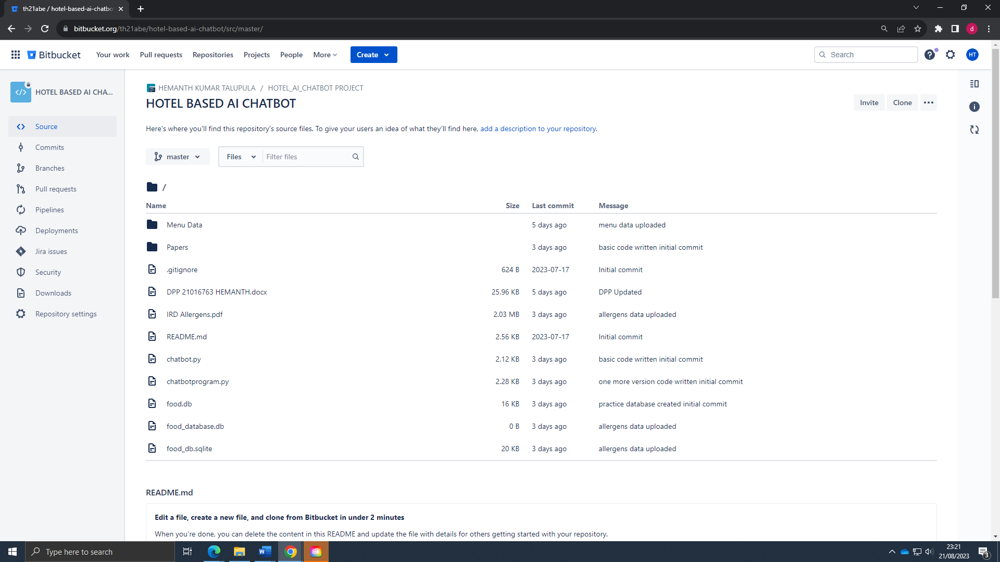 th21abe / hotel-based-ai-chatbo
bitbucket.org/th21abe/hotel-based-ai-chatbot/src/master/
d
Bitbucket
Your work
Pull requests
Repositories
Projects
People
More
Create
Search
HT
HOTEL BASED AI CHA...
Source
Commits
Branches
Pull requests
Pipelines
Deployments
Jira issues
Security
Downloads
Repository settings
HEMANTH KUMAR TALUPULA / HOTEL_AI_CHATBOT PROJECT
HOTEL BASED AI CHATBOT
Invite
Clone
Here's where you'll find this repository's source files. To give your users an idea of what they'll find here, add a description to your repository.
master
Files
Filter files
/
Name Size Last commit Message
Menu Data 5 days ago menu data uploaded
Papers 3 days ago basic code written initial commit
.gitignore 624 B 2023-07-17 Initial commit
DPP 21016763 HEMANTH.docx 25.96 KB 5 days ago DPP Updated
IRD Allergens.pdf 2.03 MB 3 days ago allergens data uploaded
README.md 2.56 KB 2023-07-17 Initial commit
chatbot.py 2.12 KB 3 days ago basic code written initial commit
chatbotprogram.py 2.28 KB 3 days ago one more version code written initial commit
food.db 16 KB 3 days ago practice database created initial commit
food_database.db 0 B 3 days ago allergens data uploaded
food_db.sqlite 20 KB 3 days ago allergens data uploaded
README.md
Edit a file, create a new file, and clone from Bitbucket in under 2 minutes
When you're done, you can delete the content in this README and update the file with details for others getting started with your repository.
Type here to search
23:21
21/08/2023
3